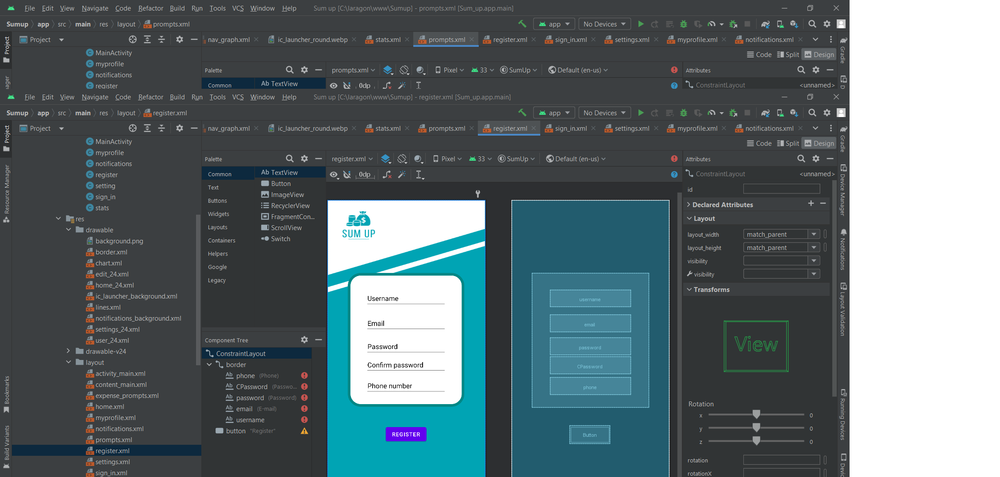 File Edit View Navigate Code Refactor Build Run Tools VCS Window Help Sum up [C:\laragon\www\Sumup] - prompts.xml [Sum_up.app.main]
Sumup app src main res layout prompts.xml app No Devices
Project nav_graph.xml ic_launcher_round.webp stats.xml prompts.xml register.xml sign_in.xml settings.xml myprofile.xml notifications.xml
Project
Gradle
MainActivity
Code Split Design
myprofile
Palette prompts.xml Pixel 33 SumUp Default (en-us) Attributes
notifications
Common Ab TextView 0dp ConstraintLayout <unnamed>
register
File Edit View Navigate Code Refactor Build Run Tools VCS Window Help Sum up [C:\laragon\www\Sumup] - register.xml [Sum_up.app.main]
Sumup app src main res layout register.xml app No Devices
Project nav_graph.xml ic_launcher_round.webp stats.xml prompts.xml register.xml sign_in.xml settings.xml myprofile.xml notifications.xml
Project
Resource Manager
Bookmarks
Build Variants
MainActivity
myprofile
notifications
register
setting
sign_in
stats
res
drawable
background.png
border.xml
chart.xml
edit_24.xml
home_24.xml
ic_launcher_background.xml
lines.xml
notifications_background.xml
settings_24.xml
user_24.xml
drawable-v24
layout
activity_main.xml
content_main.xml
expense_prompts.xml
home.xml
myprofile.xml
notifications.xml
prompts.xml
register.xml
settings.xml
sign_in.xml
Code Split Design
Palette
Common
Text
Buttons
Widgets
Layouts
Containers
Helpers
Google
Legacy
Ab TextView
Button
ImageView
RecyclerView
FragmentCon...
ScrollView
Switch
Component Tree
ConstraintLayout
border
Ab phone (Phone)
Ab CPassword (Passwo...
Ab password (Password)
Ab email (E-mail)
Ab username
button "Register"
register.xml Pixel 33 SumUp Default (en-us)
0dp
SUM UP
Username
Email
Password
Confirm password
Phone number
REGISTER
username
email
password
CPassword
phone
Button
Attributes
ConstraintLayout <unnamed>
id
Declared Attributes
Layout
layout_width match_parent
layout_height match_parent
visibility
visibility
Transforms
View
Rotation
x 0
y 0
z 0
rotation
rotationX
Gradle
Device Manager
Notifications
Layout Validation
Running Devices